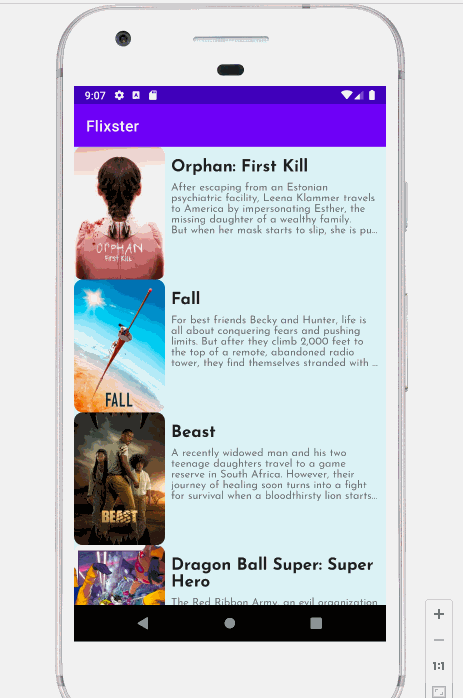 9:07
Flixster
Orphan: First Kill
After escaping from an Estonian
psychiatric facility, Leena Klammer travels
to America by impersonating Esther, the
missing daughter of a wealthy family.
But when her mask starts to slip, she is pu...
ORPHAN
FIRST KILL
Fall
For best friends Becky and Hunter, life is
all about conquering fears and pushing
limits. But after they climb 2,000 feet to
the top of a remote, abandoned radio
tower, they find themselves stranded with ...
FALL
Beast
A recently widowed man and his two
teenage daughters travel to a game
reserve in South Africa. However, their
journey of healing soon turns into a fight
for survival when a bloodthirsty lion starts...
BEAST
Dragon Ball Super: Super
Hero
The Red Ribbon Army, an evil organization
1:1